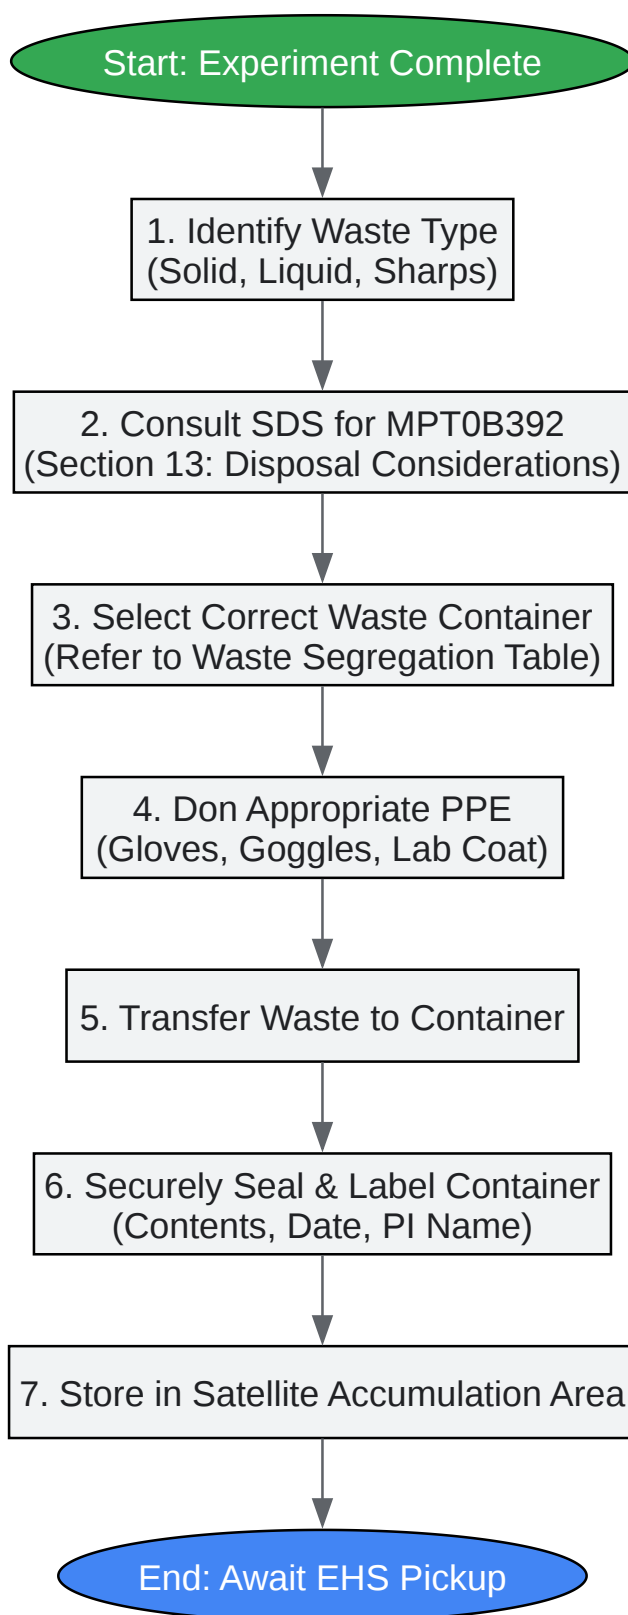 Start: Experiment Complete
1. Identify Waste Type
(Solid, Liquid, Sharps)
2. Consult SDS for MPT0B392
(Section 13: Disposal Considerations)
3. Select Correct Waste Container
(Refer to Waste Segregation Table)
4. Don Appropriate PPE
(Gloves, Goggles, Lab Coat)
5. Transfer Waste to Container
6. Securely Seal & Label Container
(Contents, Date, PI Name)
7. Store in Satellite Accumulation Area
End: Await EHS Pickup